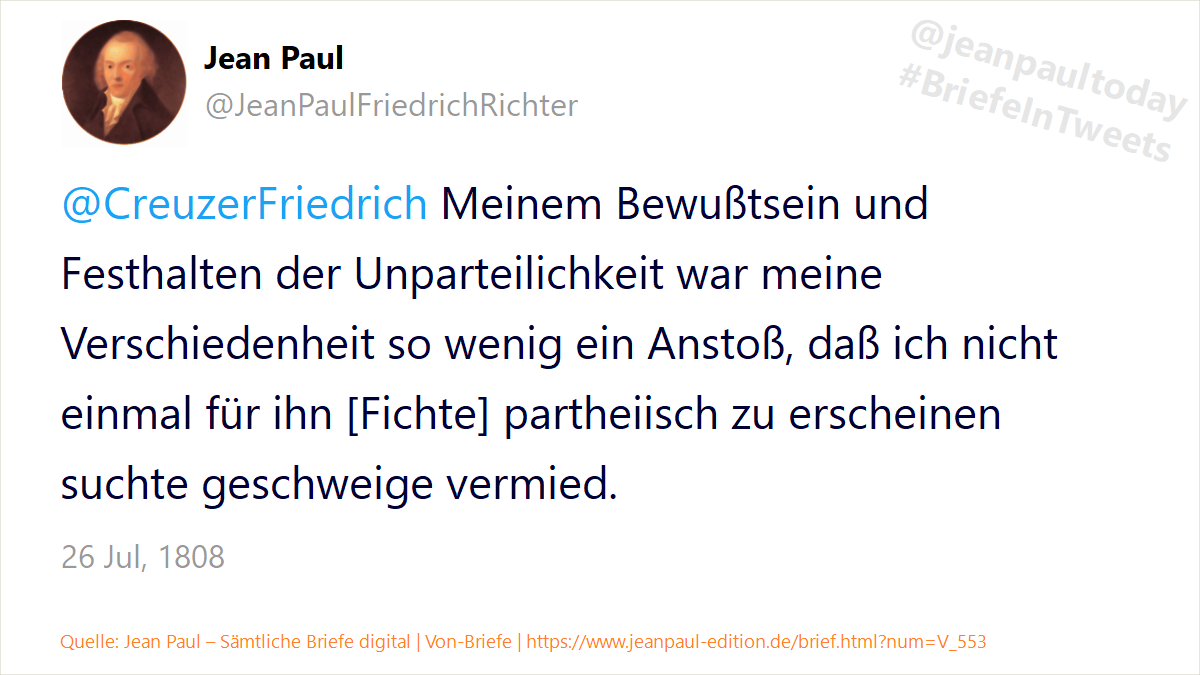 Jean Paul
@JeanPaulFriedrichRichter
@jeanpaultoday
#BriefeInTweets
@CreuzerFriedrich Meinem Bewußtsein und
Festhalten der Unparteilichkeit war meine
Verschiedenheit so wenig ein Anstoß, daß ich nicht
einmal für ihn [Fichte] partheiisch zu erscheinen
suchte geschweige vermied.
26 Jul, 1808
Quelle: Jean Paul – Sämtliche Briefe digital | Von-Briefe | https://www.jeanpaul-edition.de/brief.html?num=V_553